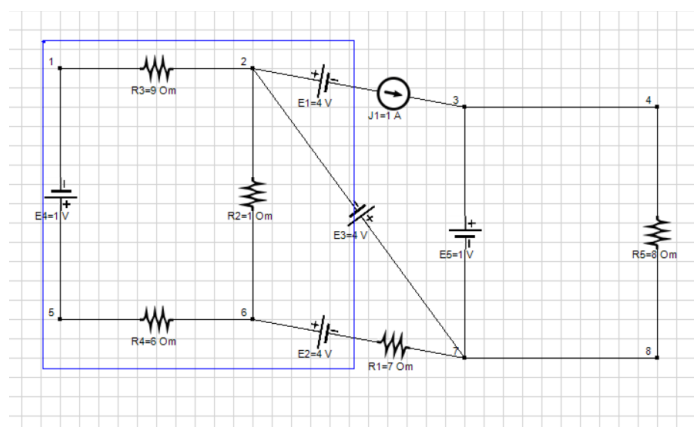 1
2
3
4
R3=9 Om
E1=4 V
J1=1 A
E4=1 V
R2=1 Om
E3=4 V
E5=1 V
R5=8 Om
5
6
7
8
R4=6 Om
E2=4 V
R1=7 Om